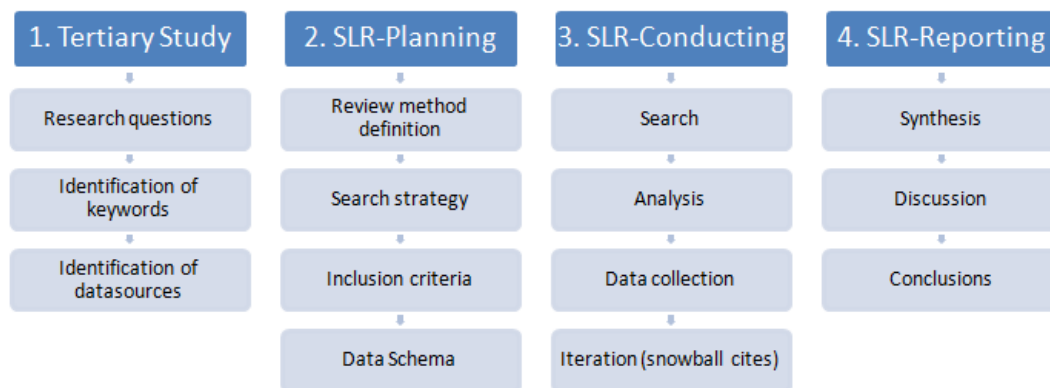 1. Tertiary Study
Research questions
Identification of
keywords
Identification of
datasources
2. SLR-Planning
Review method
definition
Search strategy
Inclusion criteria
Data Schema
3. SLR-Conducting
Search
Analysis
Data collection
Iteration (snowball cites)
4. SLR-Reporting
Synthesis
Discussion
Conclusions